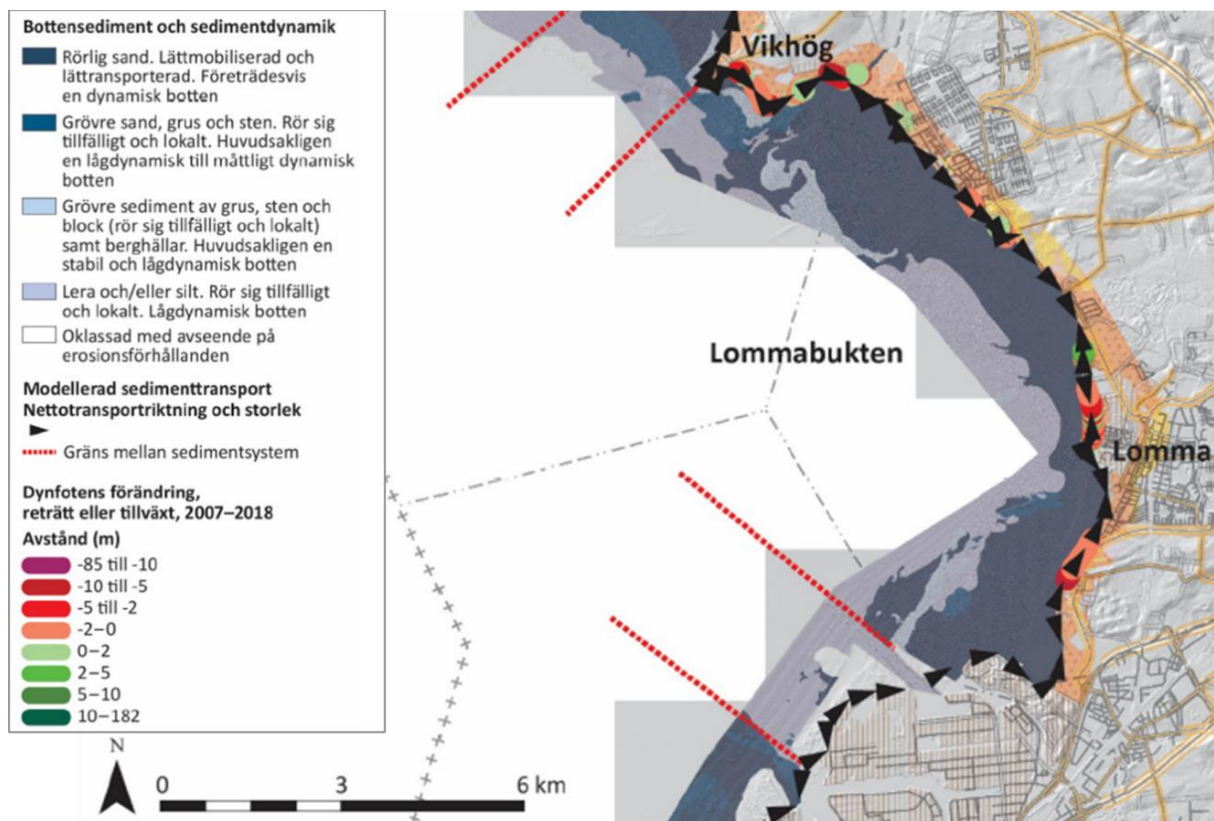 Bottensediment och sedimentdynamik
Rörlig sand. Lättmobiliserad och
lättransporterad. Företrädesvis
en dynamisk botten
Grövre sand, grus och sten. Rör sig
tillfälligt och lokalt. Huvudsakligen
en lågdynamisk till måttligt dynamisk
botten
Grövre sediment av grus, sten och
block (rör sig tillfälligt och lokalt)
samt berghällar. Huvudsakligen en
stabil och lågdynamisk botten
Lera och/eller silt. Rör sig tillfälligt
och lokalt. Lågdynamisk botten
Oklassad med avseende på
erosionsförhållanden
Modellerad sedimenttransport
Nettotransportriktning och storlek
Gräns mellan sedimentsystem
Dynfotens förändring,
reträtt eller tillväxt, 2007–2018
Avstånd (m)
-85 till -10
-10 till -5
-5 till -2
-2–0
0–2
2–5
5–10
10–182
N
0 3 6 km
Vikhög
Lommabukten
Lomma